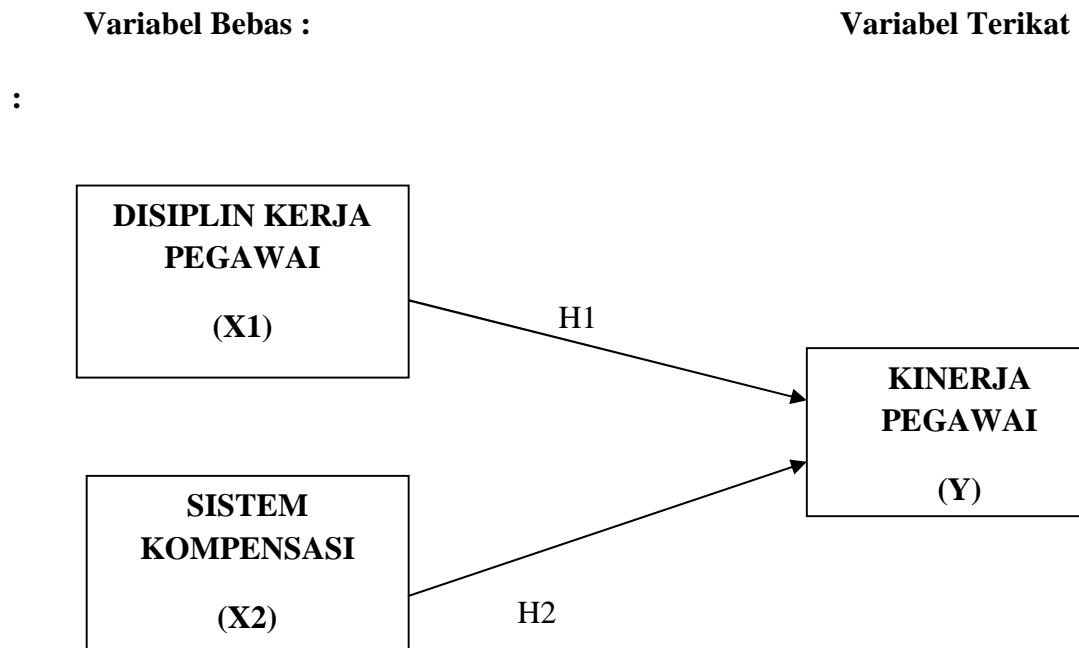 Variabel Bebas : Variabel Terikat
:
DISIPLIN KERJA
PEGAWAI
(X1)
H1
KINERJA
PEGAWAI
(Y)
SISTEM
KOMPENSASI
(X2)
H2